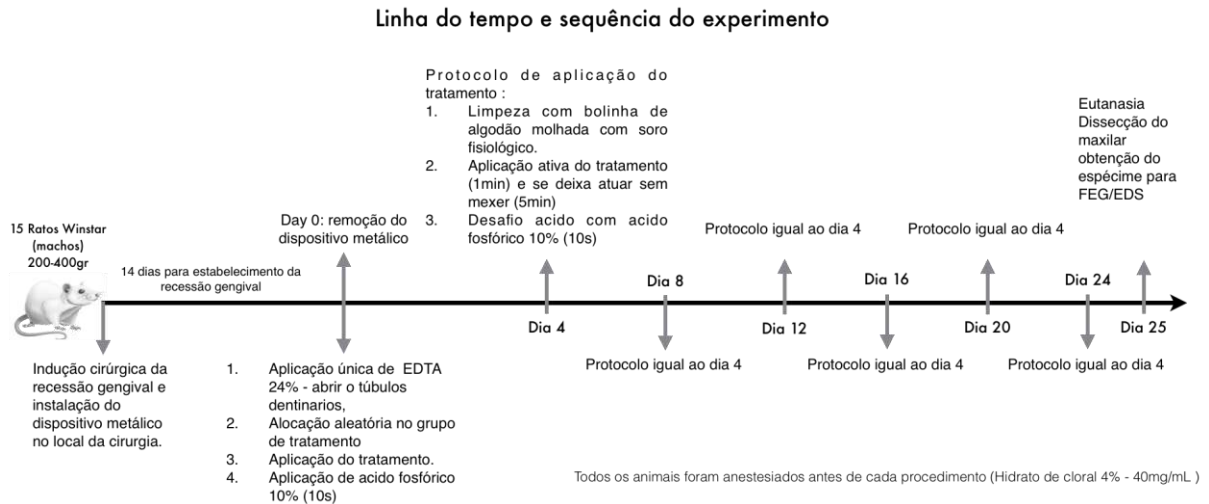 Linha do tempo e sequência do experimento
Protocolo de aplicação do
tratamento :
1. Limpeza com bolinha de
algodão molhada com soro
fisiológico.
2. Aplicação ativa do tratamento
(1min) e se deixa atuar sem
mexer (5min)
3. Desafio acido com acido
fosfórico 10% (10s)
Eutanasia
Dissecção do
maxilar
obtenção do
espécime para
FEG/EDS
Day 0: remoção do
dispositivo metálico
15 Ratos Winstar
(machos)
200-400gr
Protocolo igual ao dia 4
Protocolo igual ao dia 4
14 dias para estabelecimento da
recessão gengival
Dia 8
Dia 16
Dia 24
Dia 4
Dia 12
Dia 20
Dia 25
Indução cirúrgica da
recessão gengival e
instalação do
dispositivo metálico
no local da cirurgia.
1. Aplicação única de EDTA
24% - abrir o túbulos
dentinarios,
2. Alocação aleatória no grupo
de tratamento
3. Aplicação do tratamento.
4. Aplicação de acido fosfórico
10% (10s)
Protocolo igual ao dia 4
Protocolo igual ao dia 4
Protocolo igual ao dia 4
Todos os animais foram anestesiados antes de cada procedimento (Hidrato de cloral 4% - 40mg/mL )